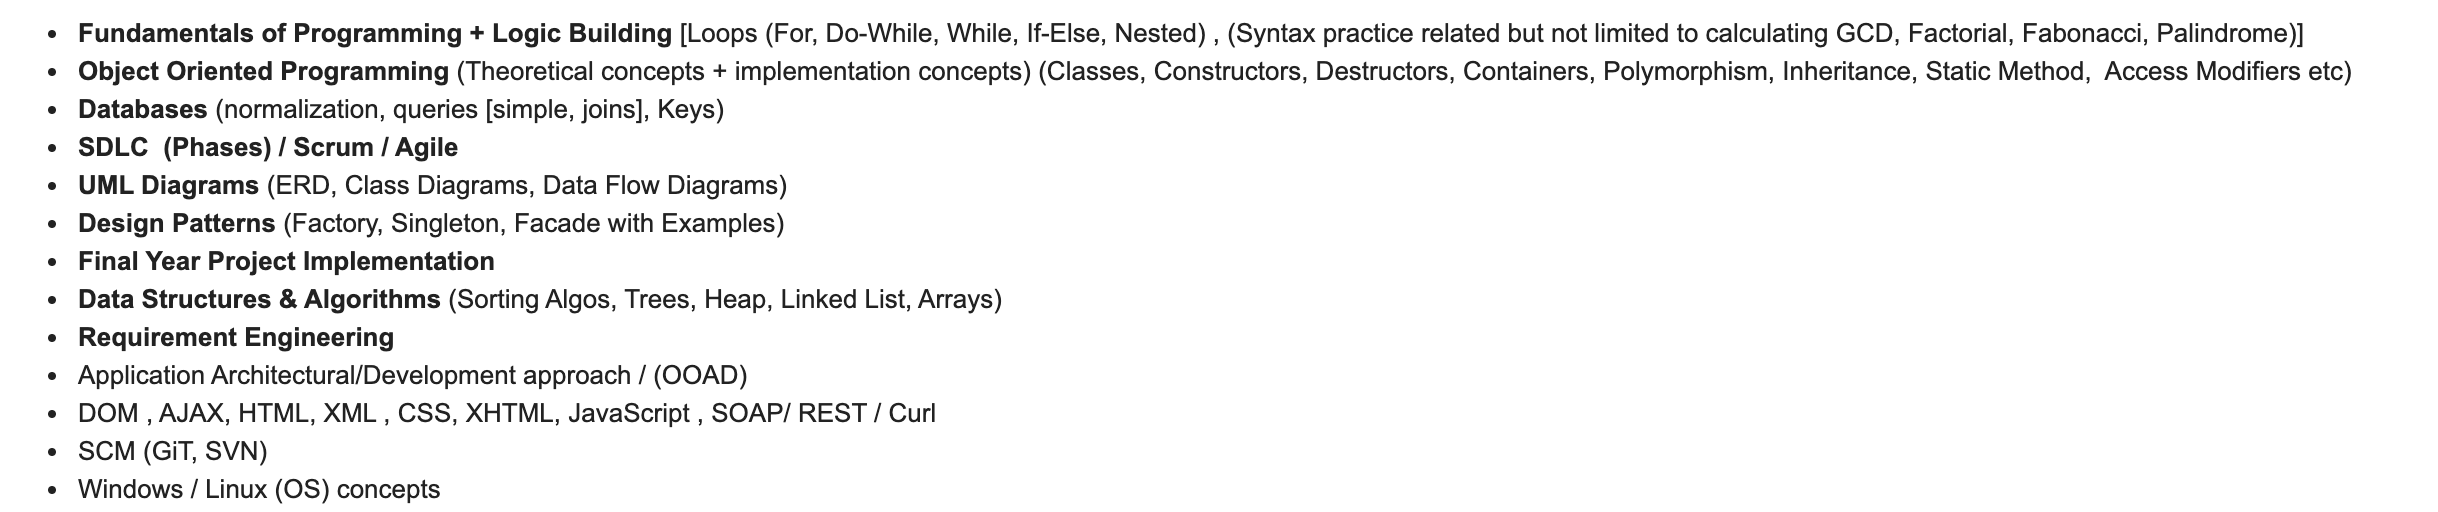 Fundamentals of Programming + Logic Building [Loops (For, Do-While, While, If-Else, Nested) , (Syntax practice related but not limited to calculating GCD, Factorial, Fabonacci, Palindrome)]
Object Oriented Programming (Theoretical concepts + implementation concepts) (Classes, Constructors, Destructors, Containers, Polymorphism, Inheritance, Static Method,  Access Modifiers etc)
Databases (normalization, queries [simple, joins], Keys)
SDLC  (Phases) / Scrum / Agile
UML Diagrams (ERD, Class Diagrams, Data Flow Diagrams)
Design Patterns (Factory, Singleton, Facade with Examples)
Final Year Project Implementation
Data Structures & Algorithms (Sorting Algos, Trees, Heap, Linked List, Arrays)
Requirement Engineering
Application Architectural/Development approach / (OOAD)
DOM , AJAX, HTML, XML , CSS, XHTML, JavaScript , SOAP/ REST / Curl
SCM (GiT, SVN)
Windows / Linux (OS) concepts